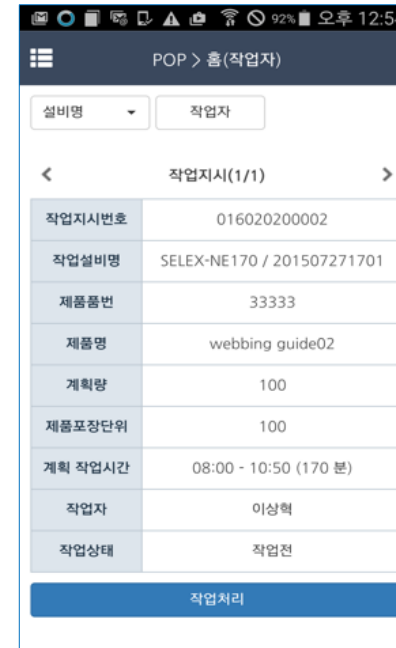 92% 오후 12:54
POP > 홈(작업자)
설비명 작업자
작업지시(1/1)
작업지시번호 016020200002
작업설비명 SELEX-NE170 / 201507271701
제품품번 33333
제품명 webbing guide02
계획량 100
제품포장단위 100
계획 작업시간 08:00 - 10:50 (170 분)
작업자 이상혁
작업상태 작업전
작업처리